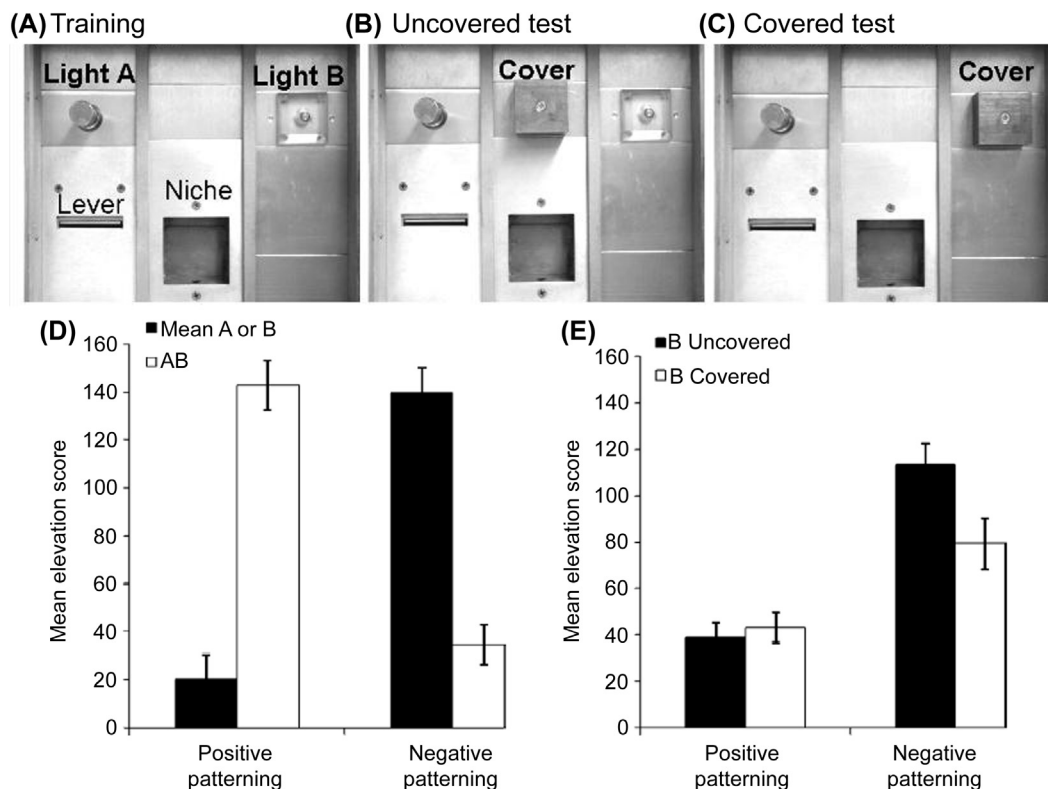 (A) Training
(B) Uncovered test
(C) Covered test
Light A
Light B
Lever
Niche
Cover
Cover
(D)
Mean A or B
AB
Mean elevation score
160
140
120
100
80
60
40
20
0
Positive
patterning
Negative
patterning
(E)
B Uncovered
B Covered
Mean elevation score
160
140
120
100
80
60
40
20
0
Positive
patterning
Negative
patterning